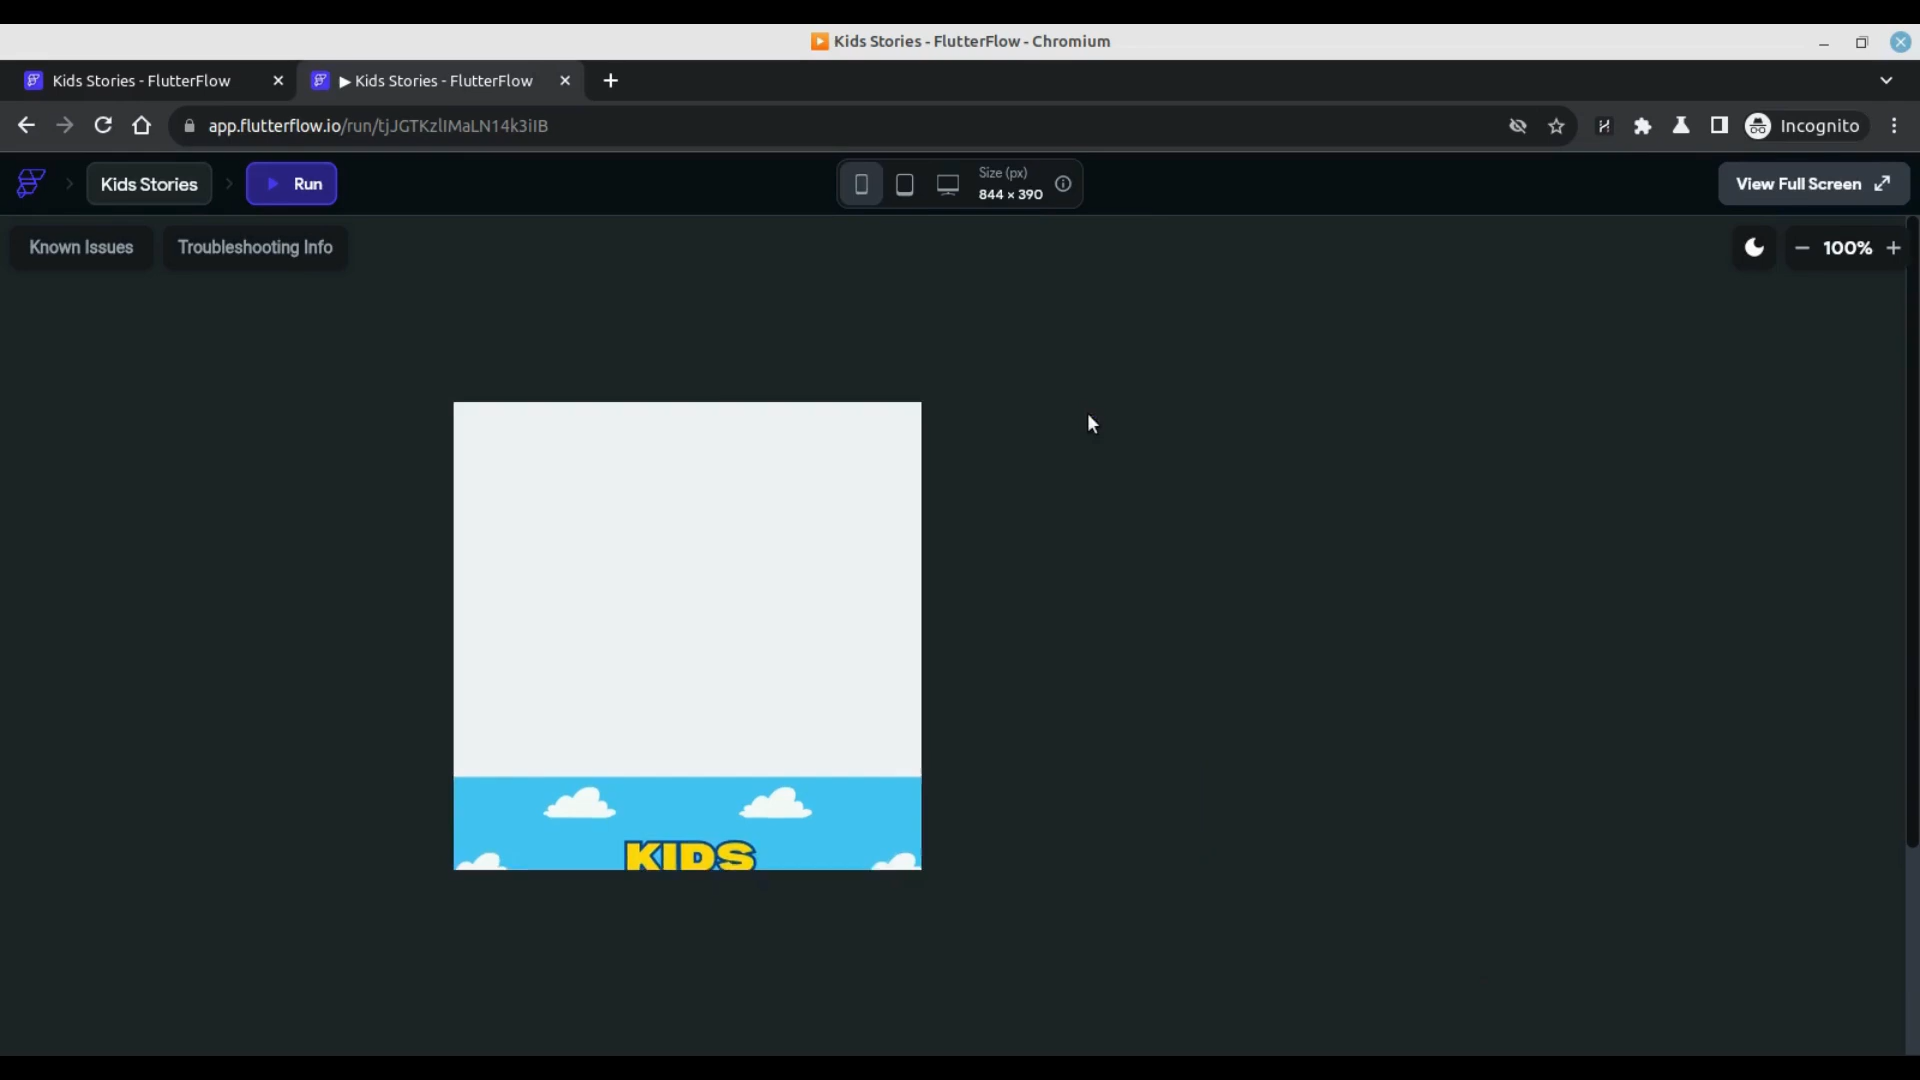 Kids Stories - FlutterFlow - Chromium
Kids Stories - FlutterFlow
▶ Kids Stories - FlutterFlow
app.flutterflow.io/run/tjJGTKzlIMaLN14k3iIB
Incognito
Kids Stories
Run
Size (px)
844 × 390
View Full Screen
Known Issues
Troubleshooting Info
100%
KIDS